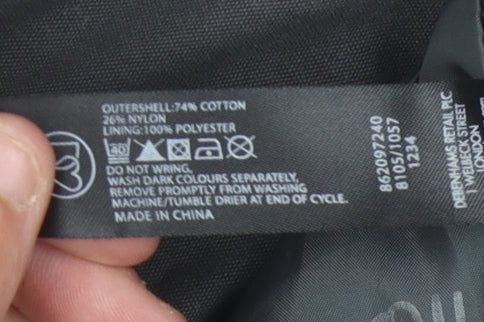 OUTERSHELL:74% COTTON
26% NYLON
LINING:100% POLYESTER
40
DO NOT WRING.
WASH DARK COLOURS SEPARATELY.
REMOVE PROMPTLY FROM WASHING
MACHINE/TUMBLE DRIER AT END OF CYCLE.
MADE IN CHINA
862097240
8105/1057
1234
DEBENHAMS RETAIL PLC
1 WELBECK STREET
LONDON